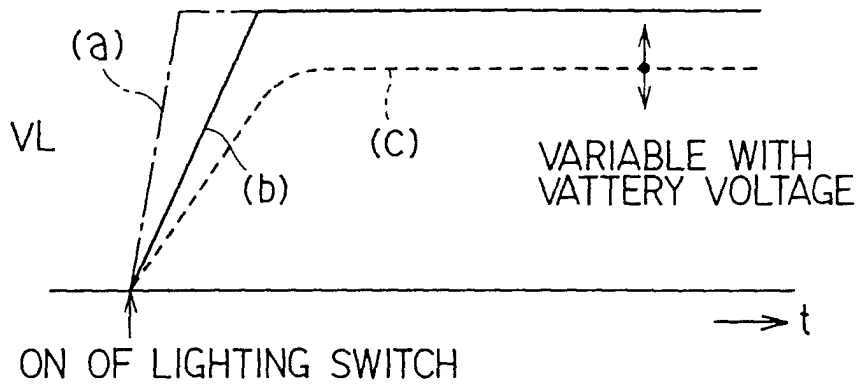 (a)
VL
(b)
(c)
VARIABLE WITH
VATTERY VOLTAGE
t
ON OF LIGHTING SWITCH